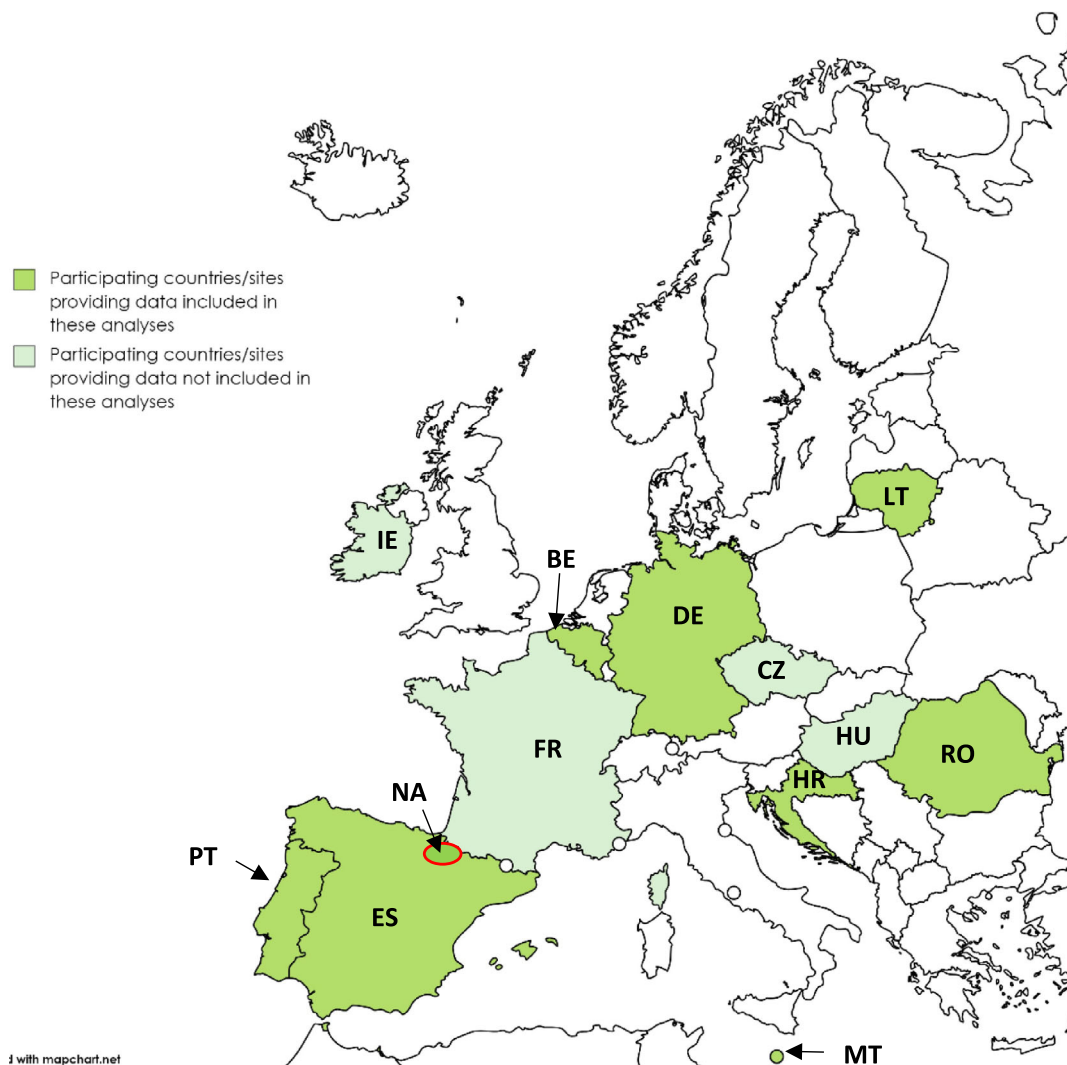 Participating countries/sites
providing data included in
these analyses
Participating countries/sites
providing data not included in
these analyses
LT
IE
BE
DE
CZ
FR
HU
RO
HR
NA
PT
ES
MT
d with mapchart.net